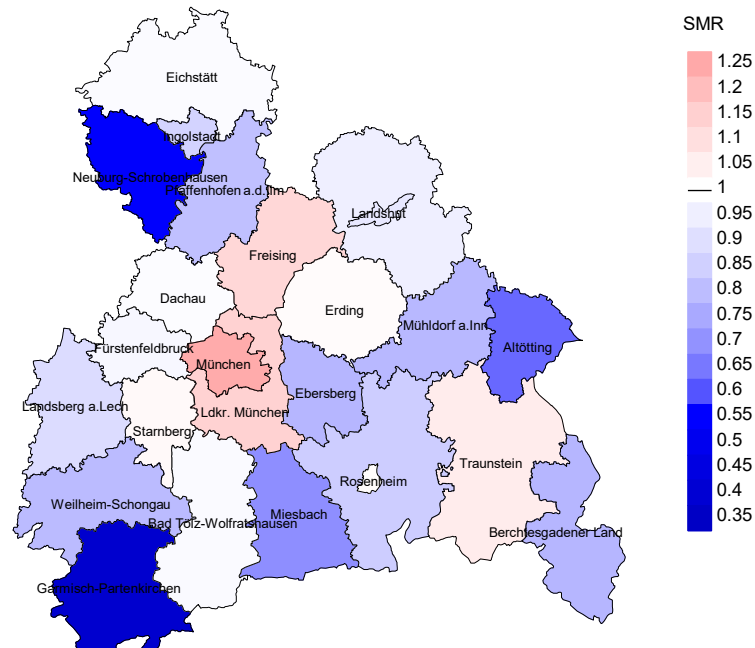 SMR
1.25
1.2
1.15
1.1
1.05
1
0.95
0.9
0.85
0.8
0.75
0.7
0.65
0.6
0.55
0.5
0.45
0.4
0.35
Eichstätt
Ingolstadt
Neuburg-Schrobenhausen
Pfaffenhofen a.d.Ilm
Landshut
Freising
Dachau
Erding
Mühldorf a.Inn
Altötting
Fürstenfeldbruck
München
Ebersberg
Landsberg a.Lech
Ldkr. München
Starnberg
Traunstein
Rosenheim
Weilheim-Schongau
Miesbach
Bad Tölz-Wolfratshausen
Berchtesgadener Land
Garmisch-Partenkirchen